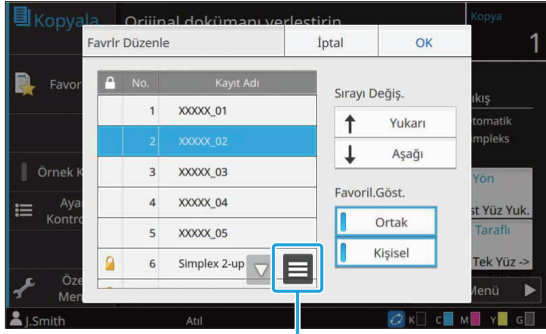 Kopyala
Orijinal dokümanı yerleştirin.
Kopya
1
Favrlr Düzenle
İptal
OK
Favor
No.
Kayıt Adı
1 XXXXX_01
2 XXXXX_02
3 XXXXX_03
4 XXXXX_04
5 XXXXX_05
6 Simplex 2-up
Sırayı Değiş.
Yukarı
Aşağı
Favoril.Göst.
Ortak
Kişisel
ıkış
tomatik
mpleks
Örnek K
Aya
Kontro
Yön
st Yüz Yuk.
Taraflı
Tek Yüz ->
Öze
Men
Menü
J.Smith
Atıl
K C M Y G